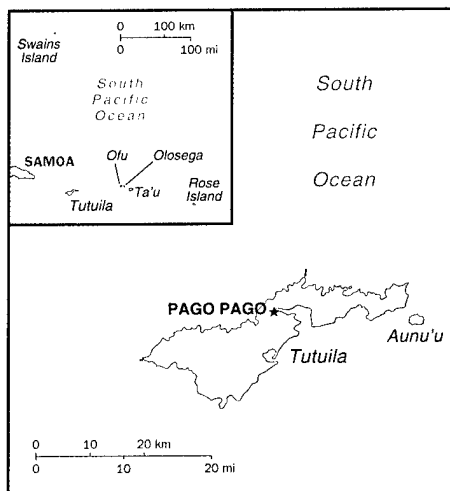 0 100 km
0 100 mi
Swains
Island
South
Pacific
Ocean
SAMOA
Ofu
Olosega
Tutuila
Ta'u
Rose
Island
South
Pacific
Ocean
PAGO PAGO
Aunu'u
Tutuila
0 10 20 km
0 10 20 mi